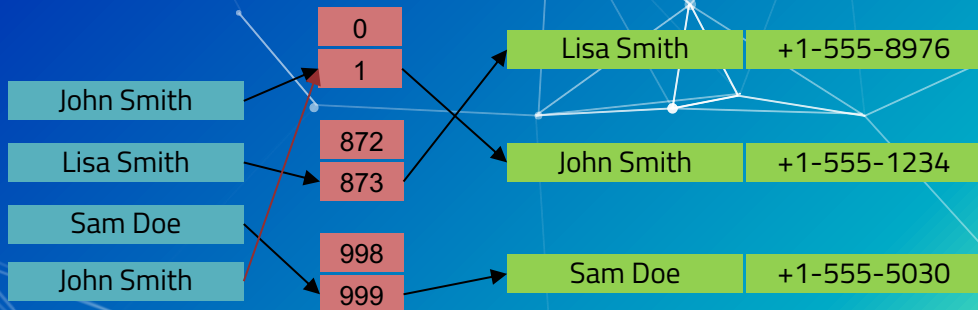 John Smith
Lisa Smith
Sam Doe
John Smith
0
1
872
873
998
999
Lisa Smith +1-555-8976
John Smith +1-555-1234
Sam Doe +1-555-5030